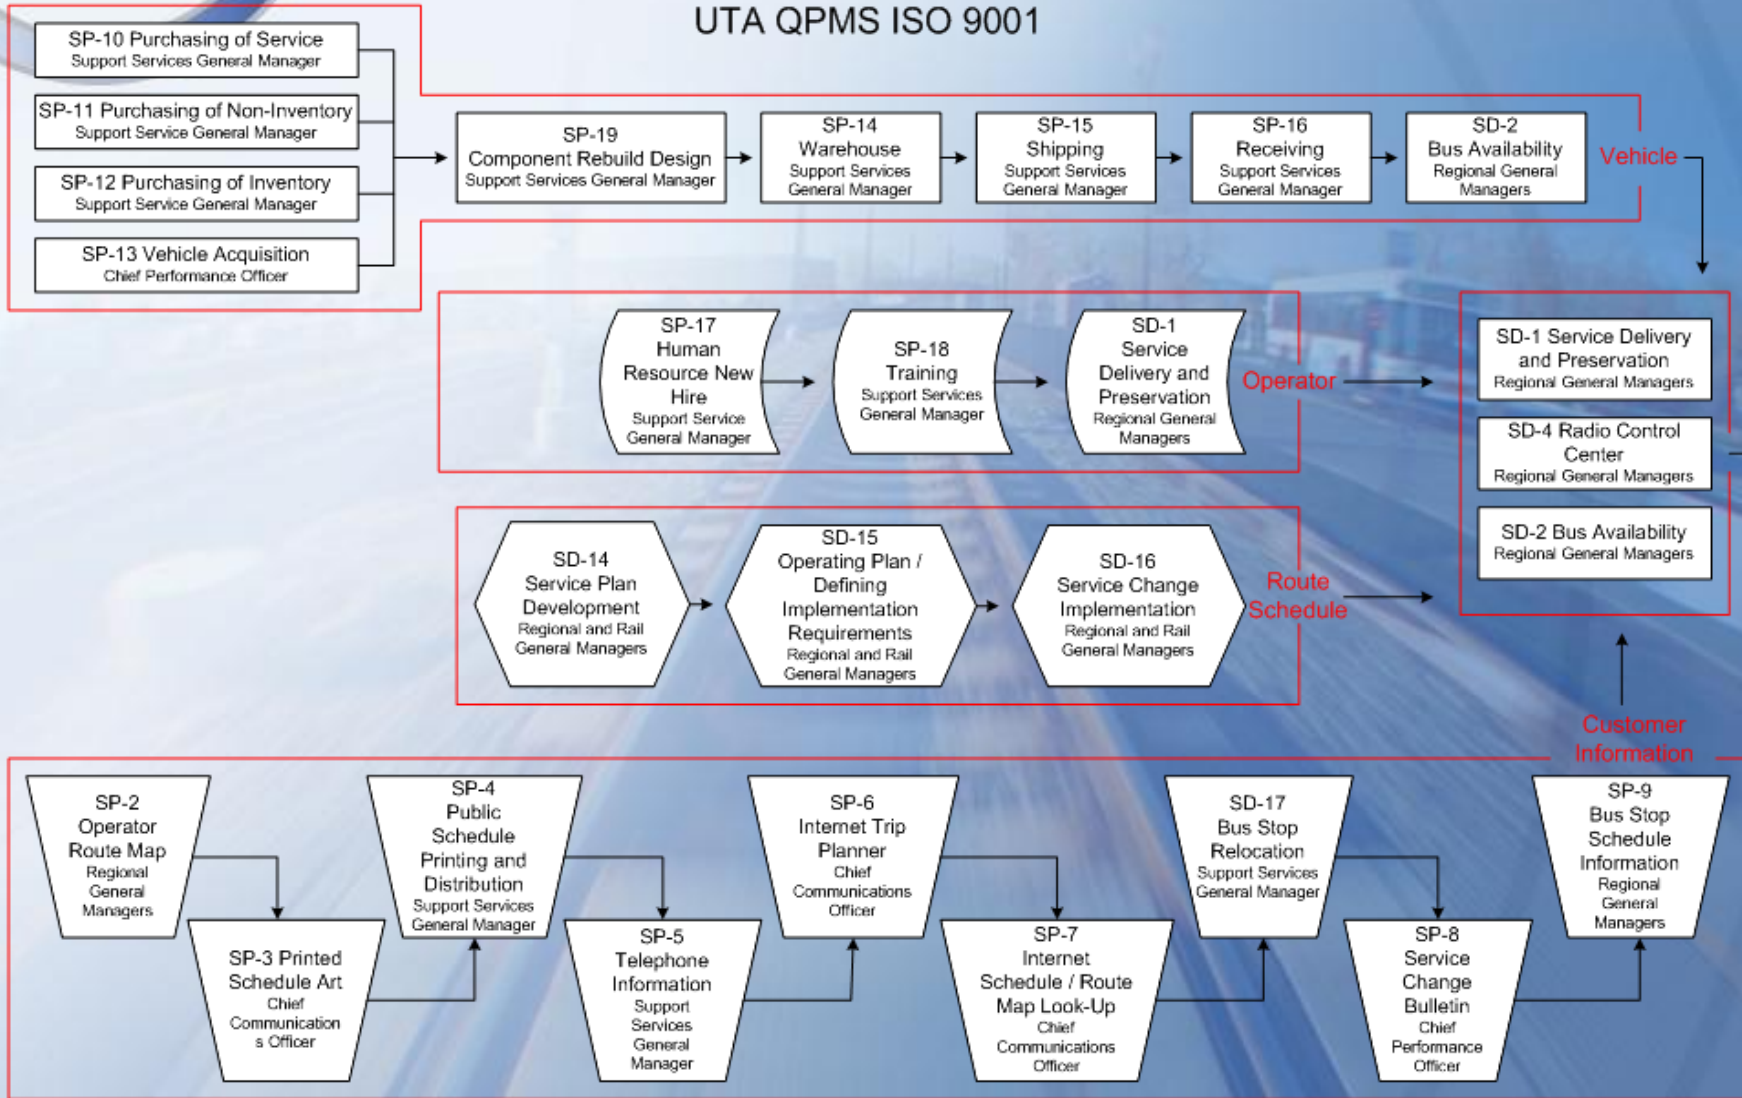 UTA QPMS ISO 9001
SP-10 Purchasing of Service
Support Services General Manager
SP-11 Purchasing of Non-Inventory
Support Service General Manager
SP-12 Purchasing of Inventory
Support Service General Manager
SP-13 Vehicle Acquisition
Chief Performance Officer
SP-19
Component Rebuild Design
Support Services General Manager
SP-14
Warehouse
Support Services
General Manager
SP-15
Shipping
Support Services
General Manager
SP-16
Receiving
Support Services
General Manager
SD-2
Bus Availability
Regional General
Managers
Vehicle
SP-17
Human
Resource New
Hire
Support Service
General Manager
SP-18
Training
Support Services
General Manager
SD-1
Service
Delivery and
Preservation
Regional General
Managers
Operator
SD-1 Service Delivery
and Preservation
Regional General Managers
SD-4 Radio Control
Center
Regional General Managers
SD-2 Bus Availability
Regional General Managers
SD-14
Service Plan
Development
Regional and Rail
General Managers
SD-15
Operating Plan /
Defining
Implementation
Requirements
Regional and Rail
General Managers
SD-16
Service Change
Implementation
Regional and Rail
General Managers
Route
Schedule
Customer
Information
SP-2
Operator
Route Map
Regional
General
Managers
SP-3 Printed
Schedule Art
Chief
Communication
s Officer
SP-4
Public
Schedule
Printing and
Distribution
Support Services
General Manager
SP-5
Telephone
Information
Support
Services
General
Manager
SP-6
Internet Trip
Planner
Chief
Communications
Officer
SP-7
Internet
Schedule / Route
Map Look-Up
Chief
Communications
Officer
SD-17
Bus Stop
Relocation
Support Services
General Manager
SP-8
Service
Change
Bulletin
Chief
Performance
Officer
SP-9
Bus Stop
Schedule
Information
Regional
General
Managers